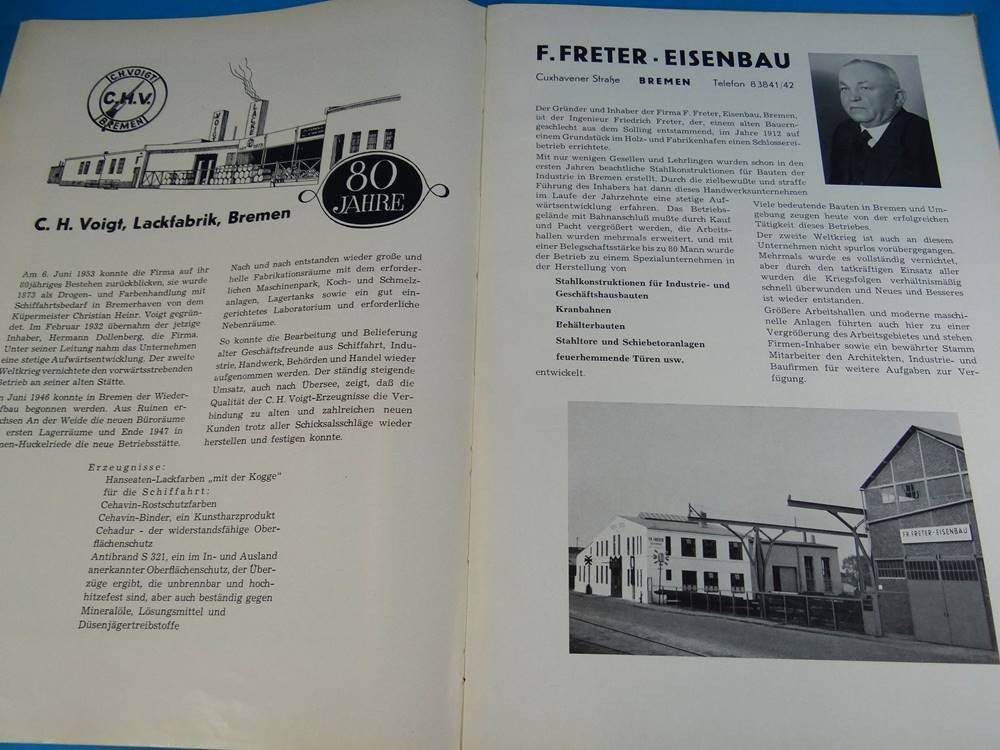 C.H.VOIGT
C.H.V.
BREMEN
VOIGT
LACKE
80
JAHRE
C. H. Voigt, Lackfabrik, Bremen
Am 6. Juni 1953 konnte die Firma auf ihr
80jähriges Bestehen zurückblicken, sie wurde
1873 als Drogen- und Farbenhandlung mit
Schiffahrtsbedarf in Bremerhaven von dem
Küpermeister Christian Heinr. Voigt gegrün-
det. Im Februar 1932 übernahm der jetzige
Inhaber, Hermann Dollenberg, die Firma.
Unter seiner Leitung nahm das Unternehmen
eine stetige Aufwärtsentwicklung. Der zweite
Weltkrieg vernichtete den vorwärtsstrebenden
Betrieb an seiner alten Stätte.
Juni 1946 konnte in Bremen der Wieder-
fbau begonnen werden. Aus Ruinen er-
chsen An der Weide die neuen Büroräume
ersten Lagerräume und Ende 1947 in
men-Huckelriede die neue Betriebsstätte.
Nach und nach entstanden wieder große und
helle Fabrikationsräume mit dem erforder-
lichen Maschinenpark, Koch- und Schmelz-
anlagen, Lagertanks sowie ein gut ein-
gerichtetes Laboratorium und erforderliche
Nebenräume.
So konnte die Bearbeitung und Belieferung
alter Geschäftsfreunde aus Schiffahrt, Indu-
strie, Handwerk, Behörden und Handel wieder
aufgenommen werden. Der ständig steigende
Umsatz, auch nach Übersee, zeigt, daß die
Qualität der C. H. Voigt-Erzeugnisse die Ver-
bindung zu alten und zahlreichen neuen
Kunden trotz aller Schicksalsschläge wieder
herstellen und festigen konnte.
Erzeugnisse:
Hanseaten-Lackfarben „mit der Kogge"
für die Schiffahrt:
Cehavin-Rostschutzfarben
Cehavin-Binder, ein Kunstharzprodukt
Cehadur - der widerstandsfähige Ober-
flächenschutz
Antibrand S 321, ein im In- und Ausland
anerkannter Oberflächenschutz, der Über-
züge ergibt, die unbrennbar und hoch-
hitzefest sind, aber auch beständig gegen
Mineralöle, Lösungsmittel und
Düsenjägertreibstoffe
F. FRETER · EISENBAU
Cuxhavener Straße BREMEN Telefon 83841/42
Der Gründer und Inhaber der Firma F. Freter, Eisenbau, Bremen,
ist der Ingenieur Friedrich Freter, der, einem alten Bauern-
geschlecht aus dem Solling entstammend, im Jahre 1912 auf
einem Grundstück im Holz- und Fabrikenhafen einen Schlosserei-
betrieb errichtete.
Mit nur wenigen Gesellen und Lehrlingen wurden schon in den
ersten Jahren beachtliche Stahlkonstruktionen für Bauten der
Industrie in Bremen erstellt. Durch die zielbewußte und straffe
Führung des Inhabers hat dann dieses Handwerksunternehmen
im Laufe der Jahrzehnte eine stetige Auf-
wärtsentwicklung erfahren. Das Betriebs-
gelände mit Bahnanschluß mußte durch Kauf
und Pacht vergrößert werden, die Arbeits-
hallen wurden mehrmals erweitert, und mit
einer Belegschaftsstärke bis zu 80 Mann wurde
der Betrieb zu einem Spezialunternehmen in
der Herstellung von
Stahlkonstruktionen für Industrie- und
Geschäftshausbauten
Kranbahnen
Behälterbauten
Stahltore und Schiebetoranlagen
feuerhemmende Türen usw.
entwickelt.
Viele bedeutende Bauten in Bremen und Um-
gebung zeugen heute von der erfolgreichen
Tätigkeit dieses Betriebes.
Der zweite Weltkrieg ist auch an diesem
Unternehmen nicht spurlos vorübergegangen.
Mehrmals wurde es vollständig vernichtet,
aber durch den tatkräftigen Einsatz aller
wurden die Kriegsfolgen verhältnismäßig
schnell überwunden und Neues und Besseres
ist wieder entstanden.
Größere Arbeitshallen und moderne maschi-
nelle Anlagen führten auch hier zu einer
Vergrößerung des Arbeitsgebietes und stehen
Firmen-Inhaber sowie ein bewährter Stamm
Mitarbeiter den Architekten, Industrie- und
Baufirmen für weitere Aufgaben zur Ver-
fügung.
FR. FRETER
FR. FRETER-EISENBAU